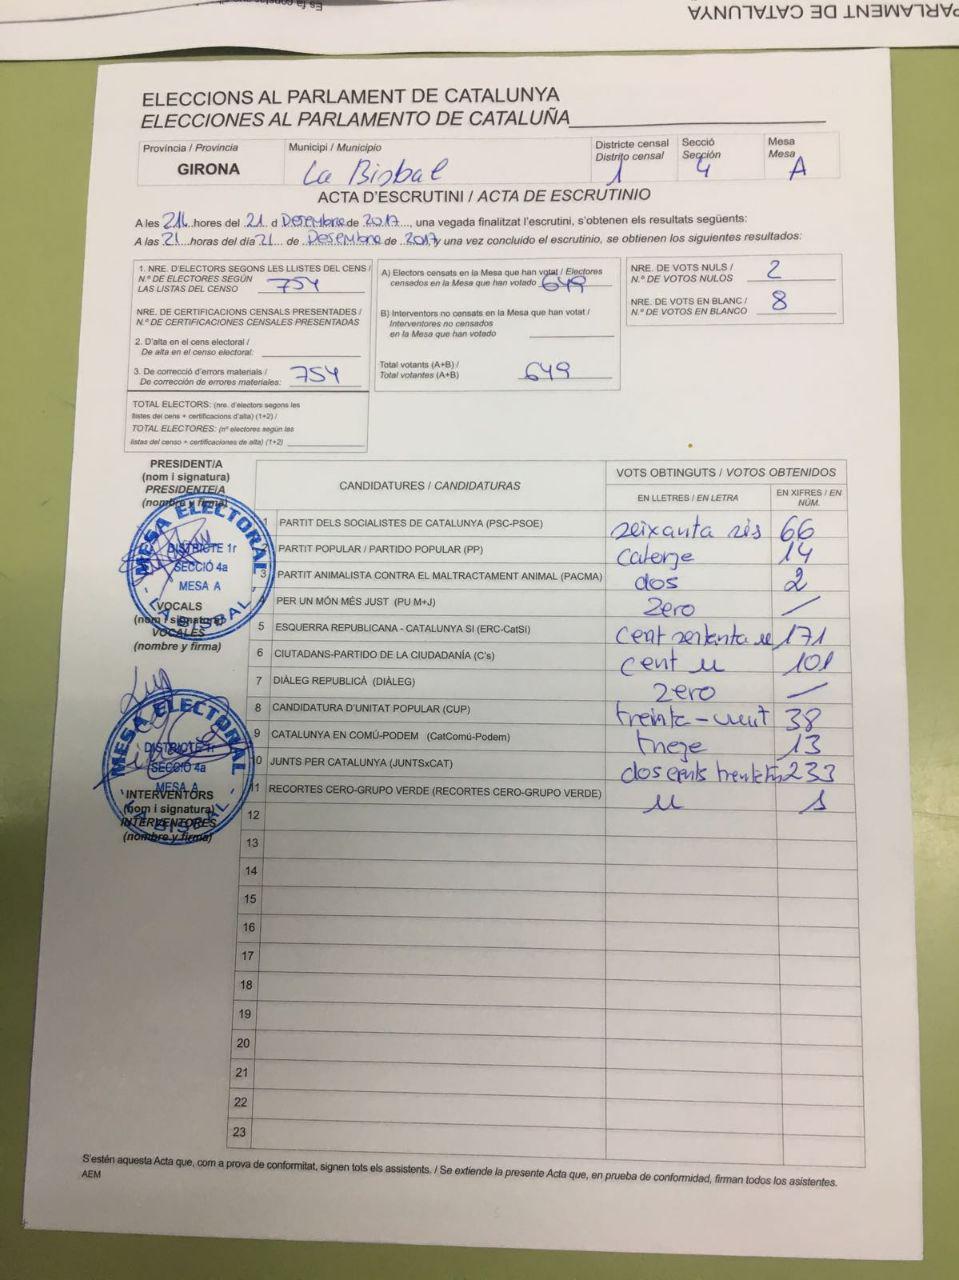 PARLAMENT DE CATALUNYA
ELECCIONS AL PARLAMENT DE CATALUNYA
ELECCIONES AL PARLAMENTO DE CATALUÑA
Província / Provincia
GIRONA
Municipi / Municipio
La Bisbal
Districte censal
Distrito censal
1
Secció
Sección
4
Mesa
Mesa
A
ACTA D'ESCRUTINI / ACTA DE ESCRUTINIO
A les 21h hores del 21 d Desembre de 2017, una vegada finalitzat l'escrutini, s'obtenen els resultats següents:
A las 21 horas del día 21 de Desembre de 2017 y una vez concluido el escrutinio, se obtienen los siguientes resultados:
1. NRE. D'ELECTORS SEGONS LES LLISTES DEL CENS /
N.º DE ELECTORES SEGÚN
LAS LISTAS DEL CENSO 754
NRE. DE CERTIFICACIONS CENSALS PRESENTADES /
N.º DE CERTIFICACIONES CENSALES PRESENTADAS
2. D'alta en el cens electoral /
De alta en el censo electoral:
3. De correcció d'errors materials /
De corrección de errores materiales: 754
TOTAL ELECTORS: (nre. d'electors segons les
llistes del cens + certificacions d'alta) (1+2) /
TOTAL ELECTORES: (nº electores según las
listas del censo + certificaciones de alta) (1+2)
A) Electors censats en la Mesa que han votat / Electores
censados en la Mesa que han votado 649
B) Interventors no censats en la Mesa que han votat /
Interventores no censados
en la Mesa que han votado
Total votants (A+B) /
Total votantes (A+B) 649
NRE. DE VOTS NULS /
N.º DE VOTOS NULOS 2
NRE. DE VOTS EN BLANC /
N.º DE VOTOS EN BLANCO 8
PRESIDENT/A
(nom i signatura)
PRESIDENTE/A
(nombre y firma)
MESA ELECTORAL
DISTRICTE 1r
SECCIÓ 4a
MESA A
- LA BISBAL -
VOCALS
(nom i signatura)
VOCALES
(nombre y firma)
MESA ELECTORAL
DISTRICTE 1r
SECCIÓ 4a
MESA A
- LA BISBAL -
INTERVENTORS
(nom i signatura)
INTERVENTORES
(nombre y firma)
CANDIDATURES / CANDIDATURAS
VOTS OBTINGUTS / VOTOS OBTENIDOS
EN LLETRES / EN LETRA
EN XIFRES / EN
NÚM.
1 PARTIT DELS SOCIALISTES DE CATALUNYA (PSC-PSOE) seixanta sis 66
2 PARTIT POPULAR / PARTIDO POPULAR (PP) catorze 14
3 PARTIT ANIMALISTA CONTRA EL MALTRACTAMENT ANIMAL (PACMA) dos 2
4 PER UN MÓN MÉS JUST (PU M+J) zero /
5 ESQUERRA REPUBLICANA - CATALUNYA SÍ (ERC-CatSí) cent setanta u 171
6 CIUTADANS-PARTIDO DE LA CIUDADANÍA (C's) cent u 101
7 DIÀLEG REPUBLICÀ (DIÀLEG) zero /
8 CANDIDATURA D'UNITAT POPULAR (CUP) treinta-vuit 38
9 CATALUNYA EN COMÚ-PODEM (CatComú-Podem) tretze 13
10 JUNTS PER CATALUNYA (JUNTSxCAT) dos cents trenta 233
11 RECORTES CERO-GRUPO VERDE (RECORTES CERO-GRUPO VERDE) u 1
12
13
14
15
16
17
18
19
20
21
22
23
S'estén aquesta Acta que, com a prova de conformitat, signen tots els assistents. / Se extiende la presente Acta que, en prueba de conformidad, firman todos los asistentes.
AEM